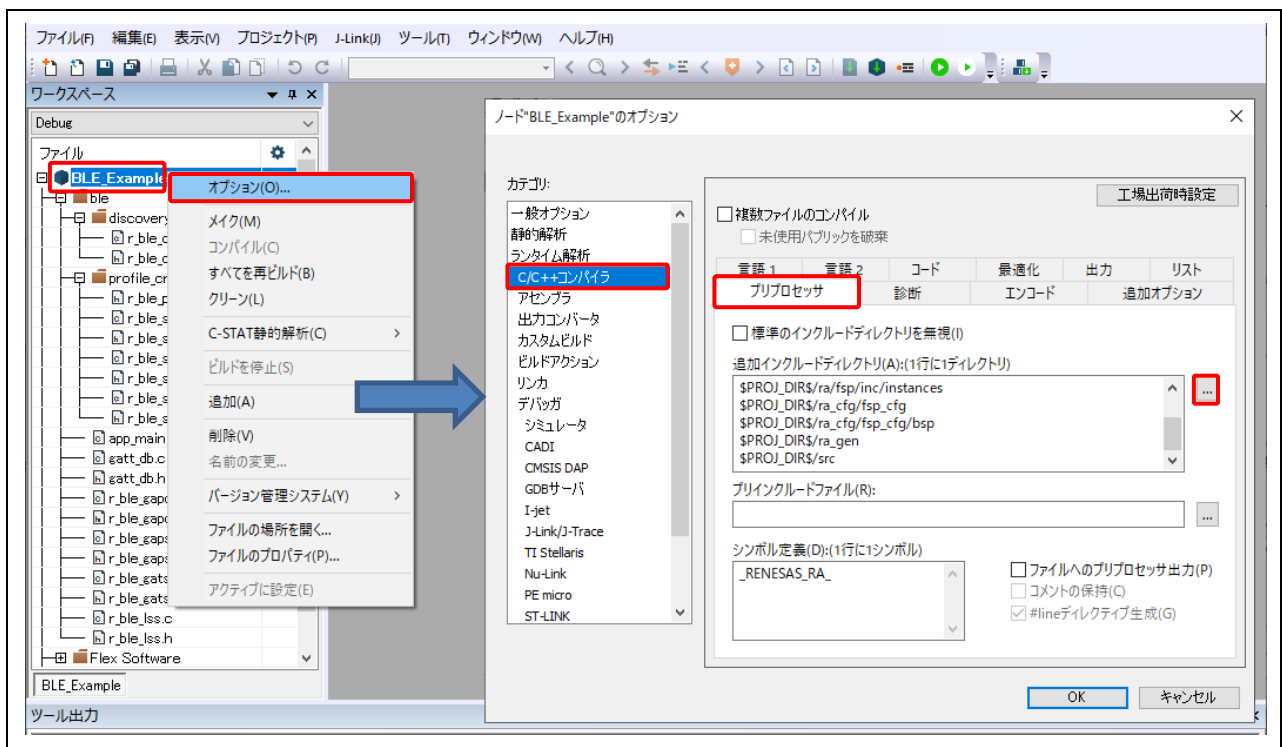 ファイル(F) 編集(E) 表示(V) プロジェクト(P) J-Link(J) ツール(T) ウィンドウ(W) ヘルプ(H)
ワークスペース
Debug
ファイル
BLE_Example
ble
discovery
r_ble_d
r_ble_d
profile_cm
r_ble_p
r_ble_s
r_ble_s
r_ble_s
r_ble_s
r_ble_s
r_ble_s
app_main
gatt_db.c
gatt_db.h
r_ble_gapc
r_ble_gapc
r_ble_gaps
r_ble_gaps
r_ble_gats
r_ble_gats
r_ble_lss.c
r_ble_lss.h
Flex Software
BLE_Example
ツール出力
オプション(O)...
メイク(M)
コンパイル(C)
すべてを再ビルド(B)
クリーン(L)
C-STAT静的解析(C)
ビルドを停止(S)
追加(A)
削除(V)
名前の変更...
バージョン管理システム(Y)
ファイルの場所を開く...
ファイルのプロパティ(P)...
アクティブに設定(E)
ノード"BLE_Example"のオプション
カテゴリ:
一般オプション
静的解析
ランタイム解析
C/C++コンパイラ
アセンブラ
出力コンバータ
カスタムビルド
ビルドアクション
リンカ
デバッガ
シミュレータ
CADI
CMSIS DAP
GDBサーバ
I-jet
J-Link/J-Trace
TI Stellaris
Nu-Link
PE micro
ST-LINK
工場出荷時設定
複数ファイルのコンパイル
未使用パブリックを破棄
言語 1 言語 2 コード 最適化 出力 リスト
プリプロセッサ 診断 エンコード 追加オプション
標準のインクルードディレクトリを無視(I)
追加インクルードディレクトリ(A):(1行に1ディレクトリ)
$PROJ_DIR$/ra/fsp/inc/instances
$PROJ_DIR$/ra_cfg/fsp_cfg
$PROJ_DIR$/ra_cfg/fsp_cfg/bsp
$PROJ_DIR$/ra_gen
$PROJ_DIR$/src
...
プリインクルードファイル(R):
...
シンボル定義(D):(1行に1シンボル)
_RENESAS_RA_
ファイルへのプリプロセッサ出力(P)
コメントの保持(C)
#lineディレクティブ生成(G)
OK キャンセル